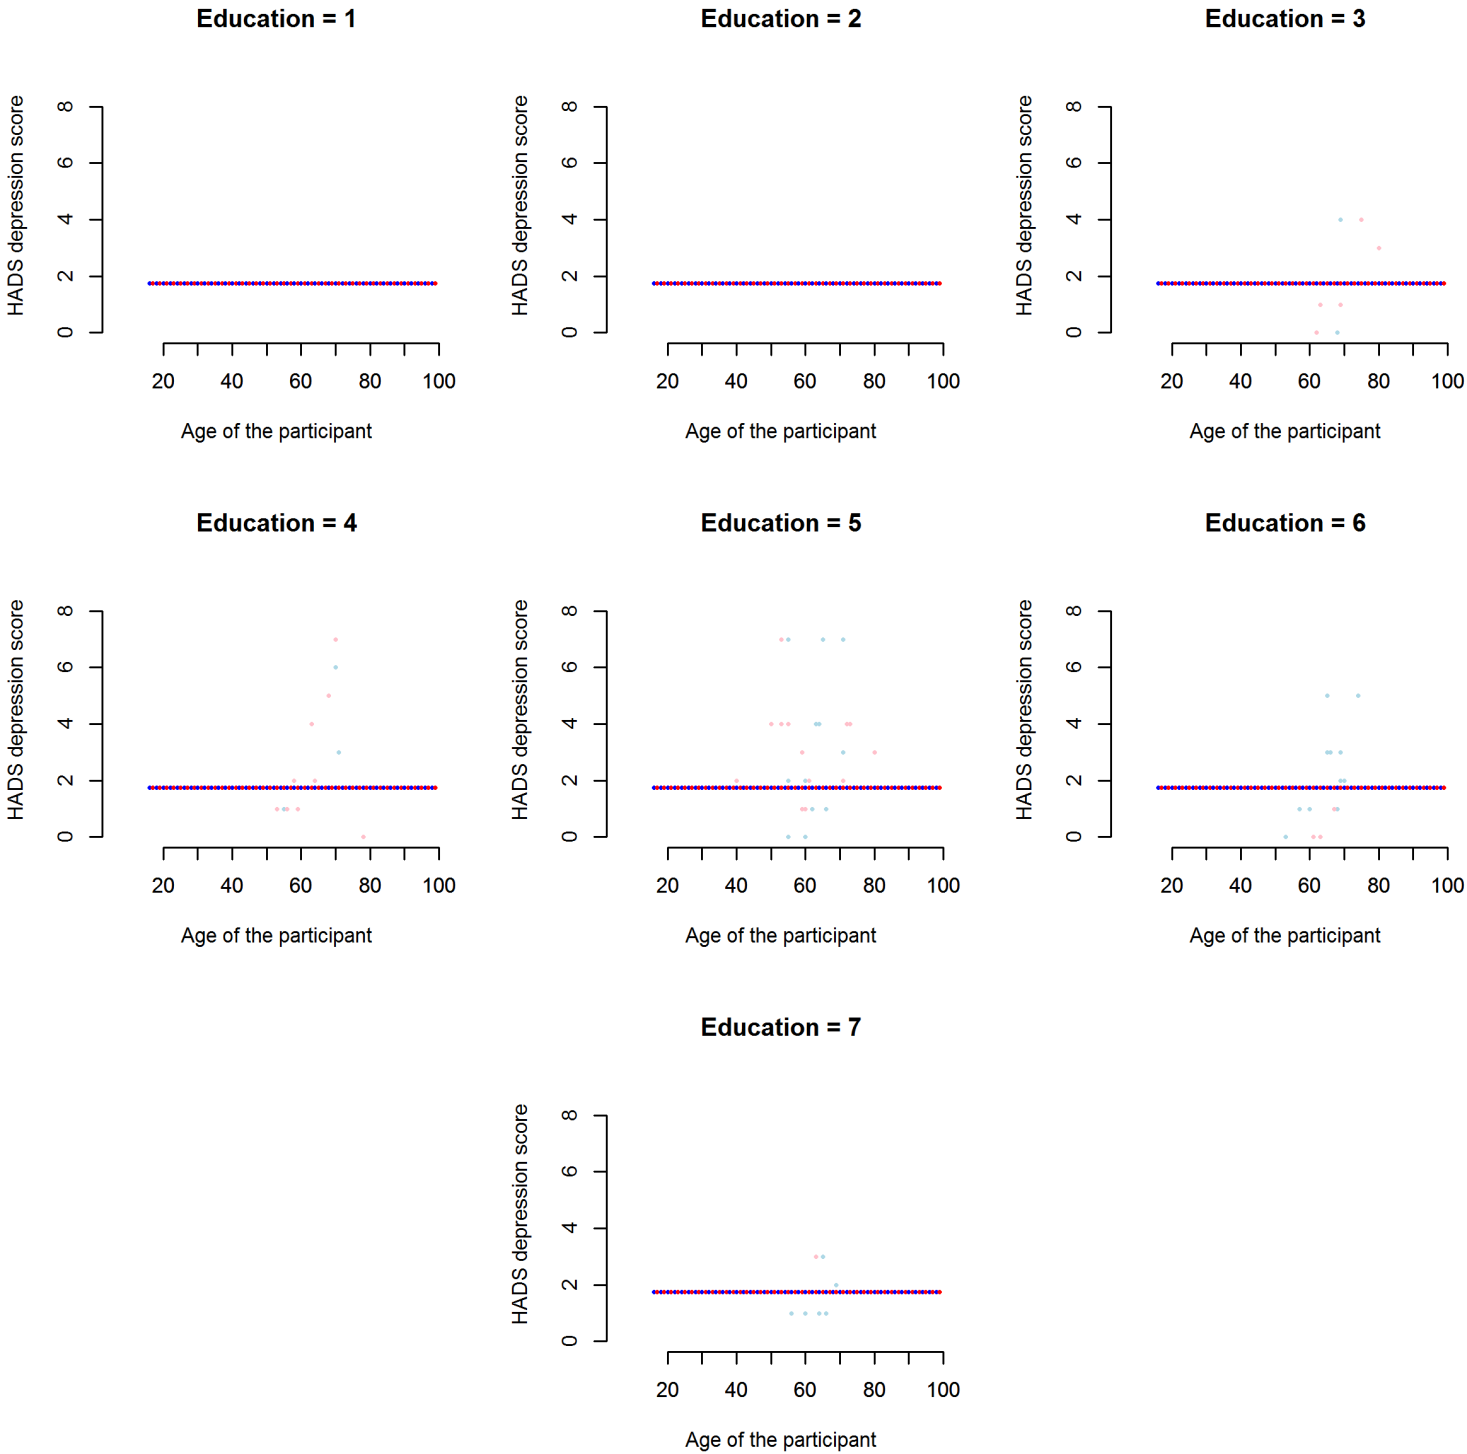 Education = 1
HADS depression score
0 2 4 6 8
20 40 60 80 100
Age of the participant
Education = 2
HADS depression score
0 2 4 6 8
20 40 60 80 100
Age of the participant
Education = 3
HADS depression score
0 2 4 6 8
20 40 60 80 100
Age of the participant
Education = 4
HADS depression score
0 2 4 6 8
20 40 60 80 100
Age of the participant
Education = 5
HADS depression score
0 2 4 6 8
20 40 60 80 100
Age of the participant
Education = 6
HADS depression score
0 2 4 6 8
20 40 60 80 100
Age of the participant
Education = 7
HADS depression score
0 2 4 6 8
20 40 60 80 100
Age of the participant